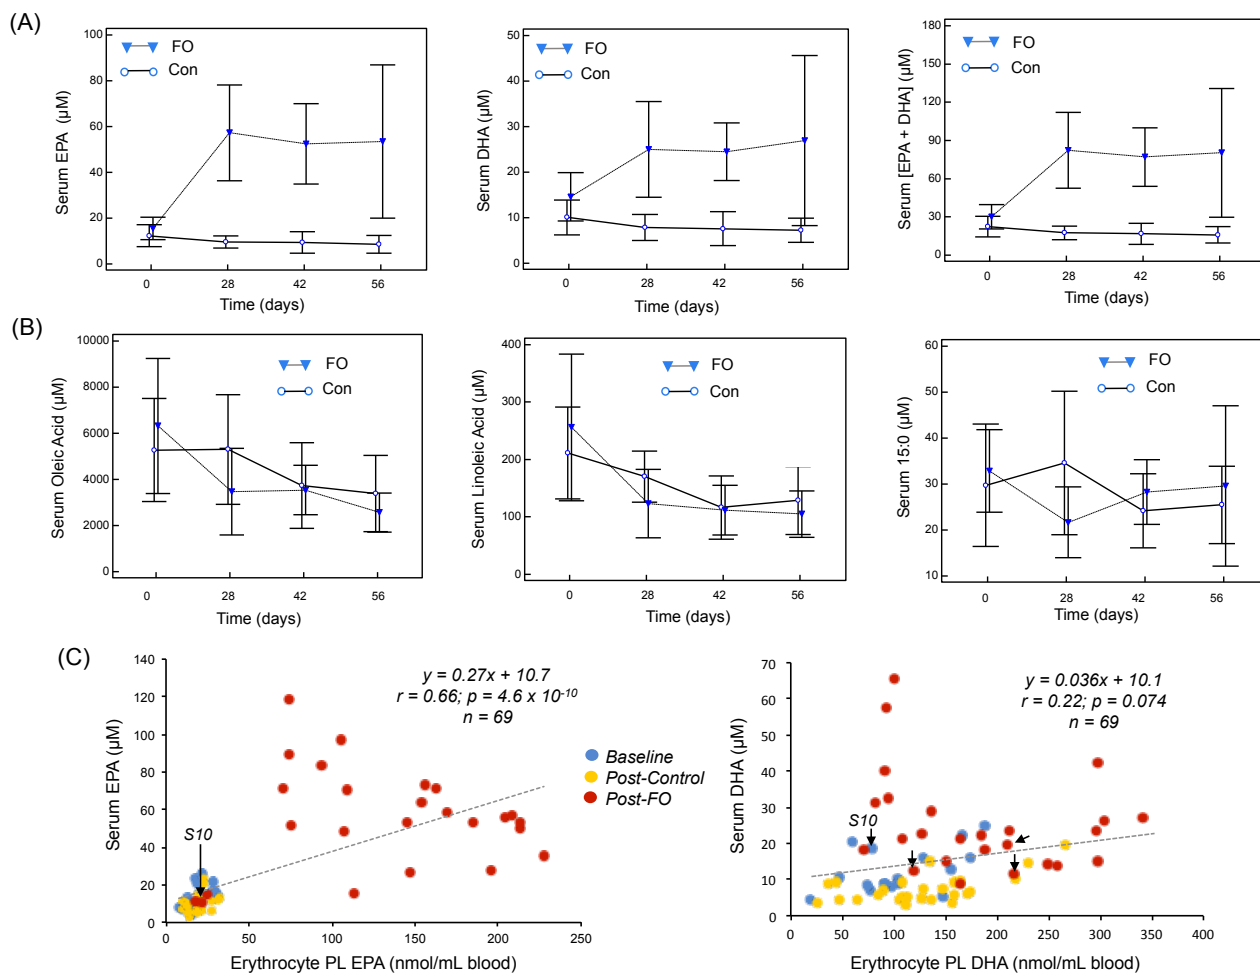 (A)
100
80
60
40
20
0
Serum EPA (μM)
FO
Con
0 28 42 56
Time (days)
50
40
30
20
10
0
Serum DHA (μM)
FO
Con
0 28 42 56
Time (days)
180
150
120
90
60
30
0
Serum [EPA + DHA] (μM)
FO
Con
0 28 42 56
Time (days)
(B)
10000
8000
6000
4000
2000
0
Serum Oleic Acid (μM)
FO
Con
0 28 42 56
Time (days)
400
300
200
100
0
Serum Linoleic Acid (μM)
FO
Con
0 28 42 56
Time (days)
60
50
40
30
20
10
Serum 15:0 (μM)
FO
Con
0 28 42 56
Time (days)
(C)
140
120
100
80
60
40
20
0
Serum EPA (μM)
y = 0.27x + 10.7
r = 0.66; p = 4.6 x 10⁻¹⁰
n = 69
S10
0 50 100 150 200 250
Erythrocyte PL EPA (nmol/mL blood)
Baseline
Post-Control
Post-FO
70
60
50
40
30
20
10
0
Serum DHA (μM)
y = 0.036x + 10.1
r = 0.22; p = 0.074
n = 69
S10
0 50 100 150 200 250 300 350 400
Erythrocyte PL DHA (nmol/mL blood)